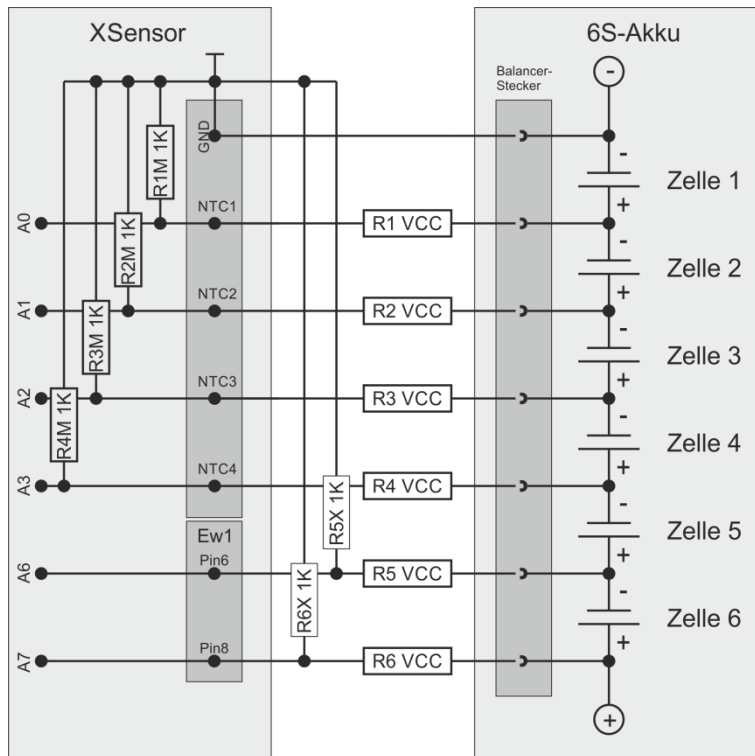 XSensor
6S-Akku
Balancer-
Stecker
-
GND
R1M 1K
-
Zelle 1
+
A0
NTC1
R1 VCC
R2M 1K
-
Zelle 2
+
A1
NTC2
R2 VCC
R3M 1K
-
Zelle 3
+
A2
NTC3
R3 VCC
R4M 1K
-
Zelle 4
+
A3
NTC4
R4 VCC
R5X 1K
-
Zelle 5
+
Ew1
A6
Pin6
R5 VCC
R6X 1K
-
Zelle 6
+
A7
Pin8
R6 VCC
+